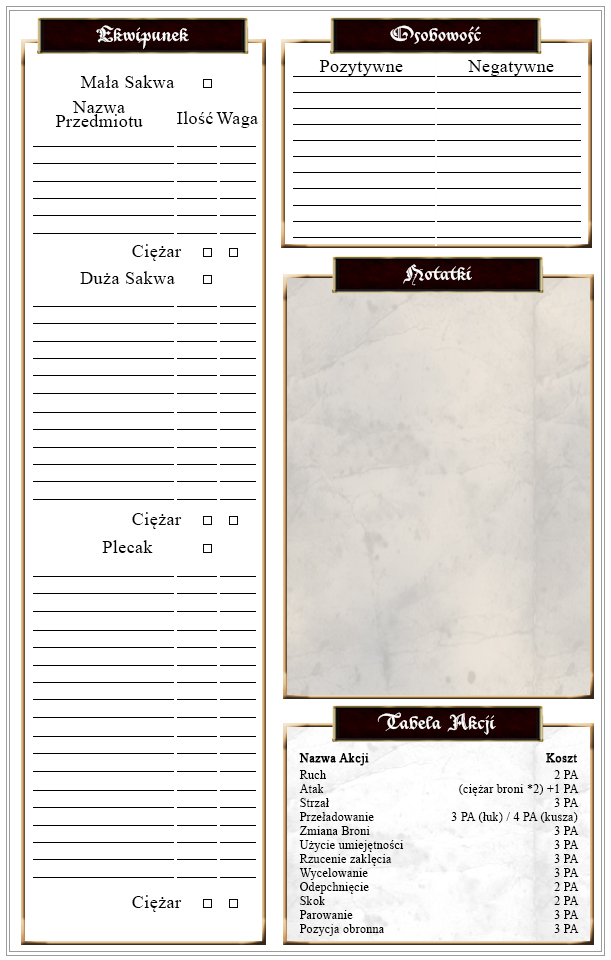 Ekwipunek
Mała Sakwa
Nazwa
Przedmiotu Ilość Waga
Ciężar
Duża Sakwa
Ciężar
Plecak
Ciężar
Osobowość
Pozytywne Negatywne
Notatki
Tabela Akcji
Nazwa Akcji Koszt
Ruch 2 PA
Atak (ciężar broni *2) +1 PA
Strzał 3 PA
Przeładowanie 3 PA (łuk) / 4 PA (kusza)
Zmiana Broni 3 PA
Użycie umiejętności 3 PA
Rzucenie zaklęcia 3 PA
Wycelowanie 3 PA
Odepchnięcie 2 PA
Skok 2 PA
Parowanie 3 PA
Pozycja obronna 3 PA